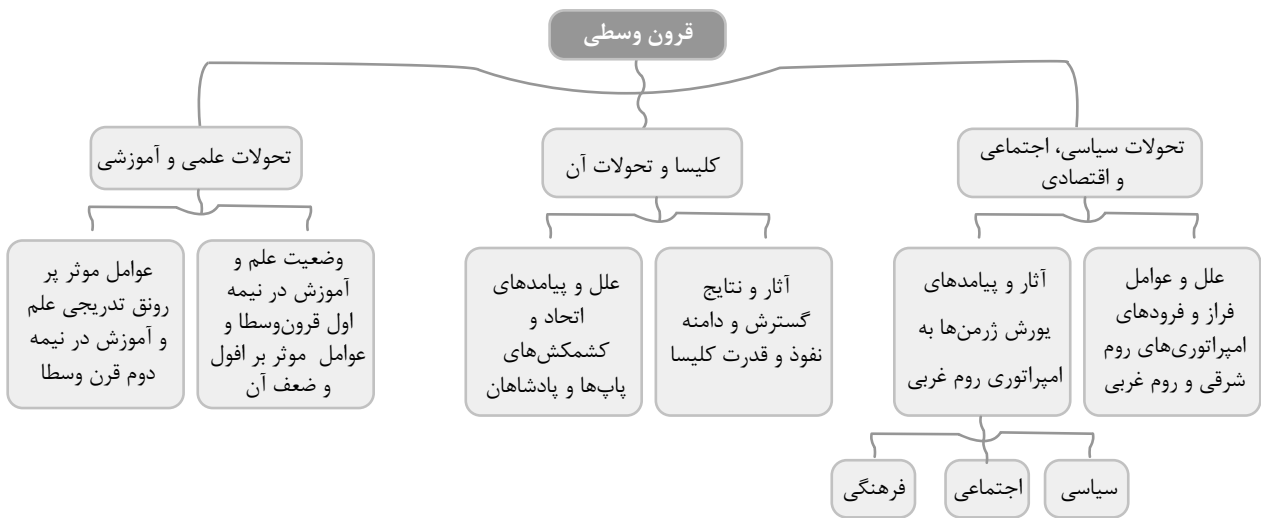 قرون وسطی
تحولات سیاسی، اجتماعی
و اقتصادی
کلیسا و تحولات آن
تحولات علمی و آموزشی
علل و عوامل
فراز و فرودهای
امپراتوری‌های روم
شرقی و روم غربی
آثار و پیامدهای
یورش ژرمن‌ها به
امپراتوری روم غربی
آثار و نتایج
گسترش و دامنه
نفوذ و قدرت کلیسا
علل و پیامدهای
اتحاد و
کشمکش‌های
پاپ‌ها و پادشاهان
وضعیت علم و
آموزش در نیمه
اول قرون‌وسطا و
عوامل موثر بر افول
و ضعف آن
عوامل موثر پر
رونق تدریجی علم
و آموزش در نیمه
دوم قرن وسطا
سیاسی
اجتماعی
فرهنگی